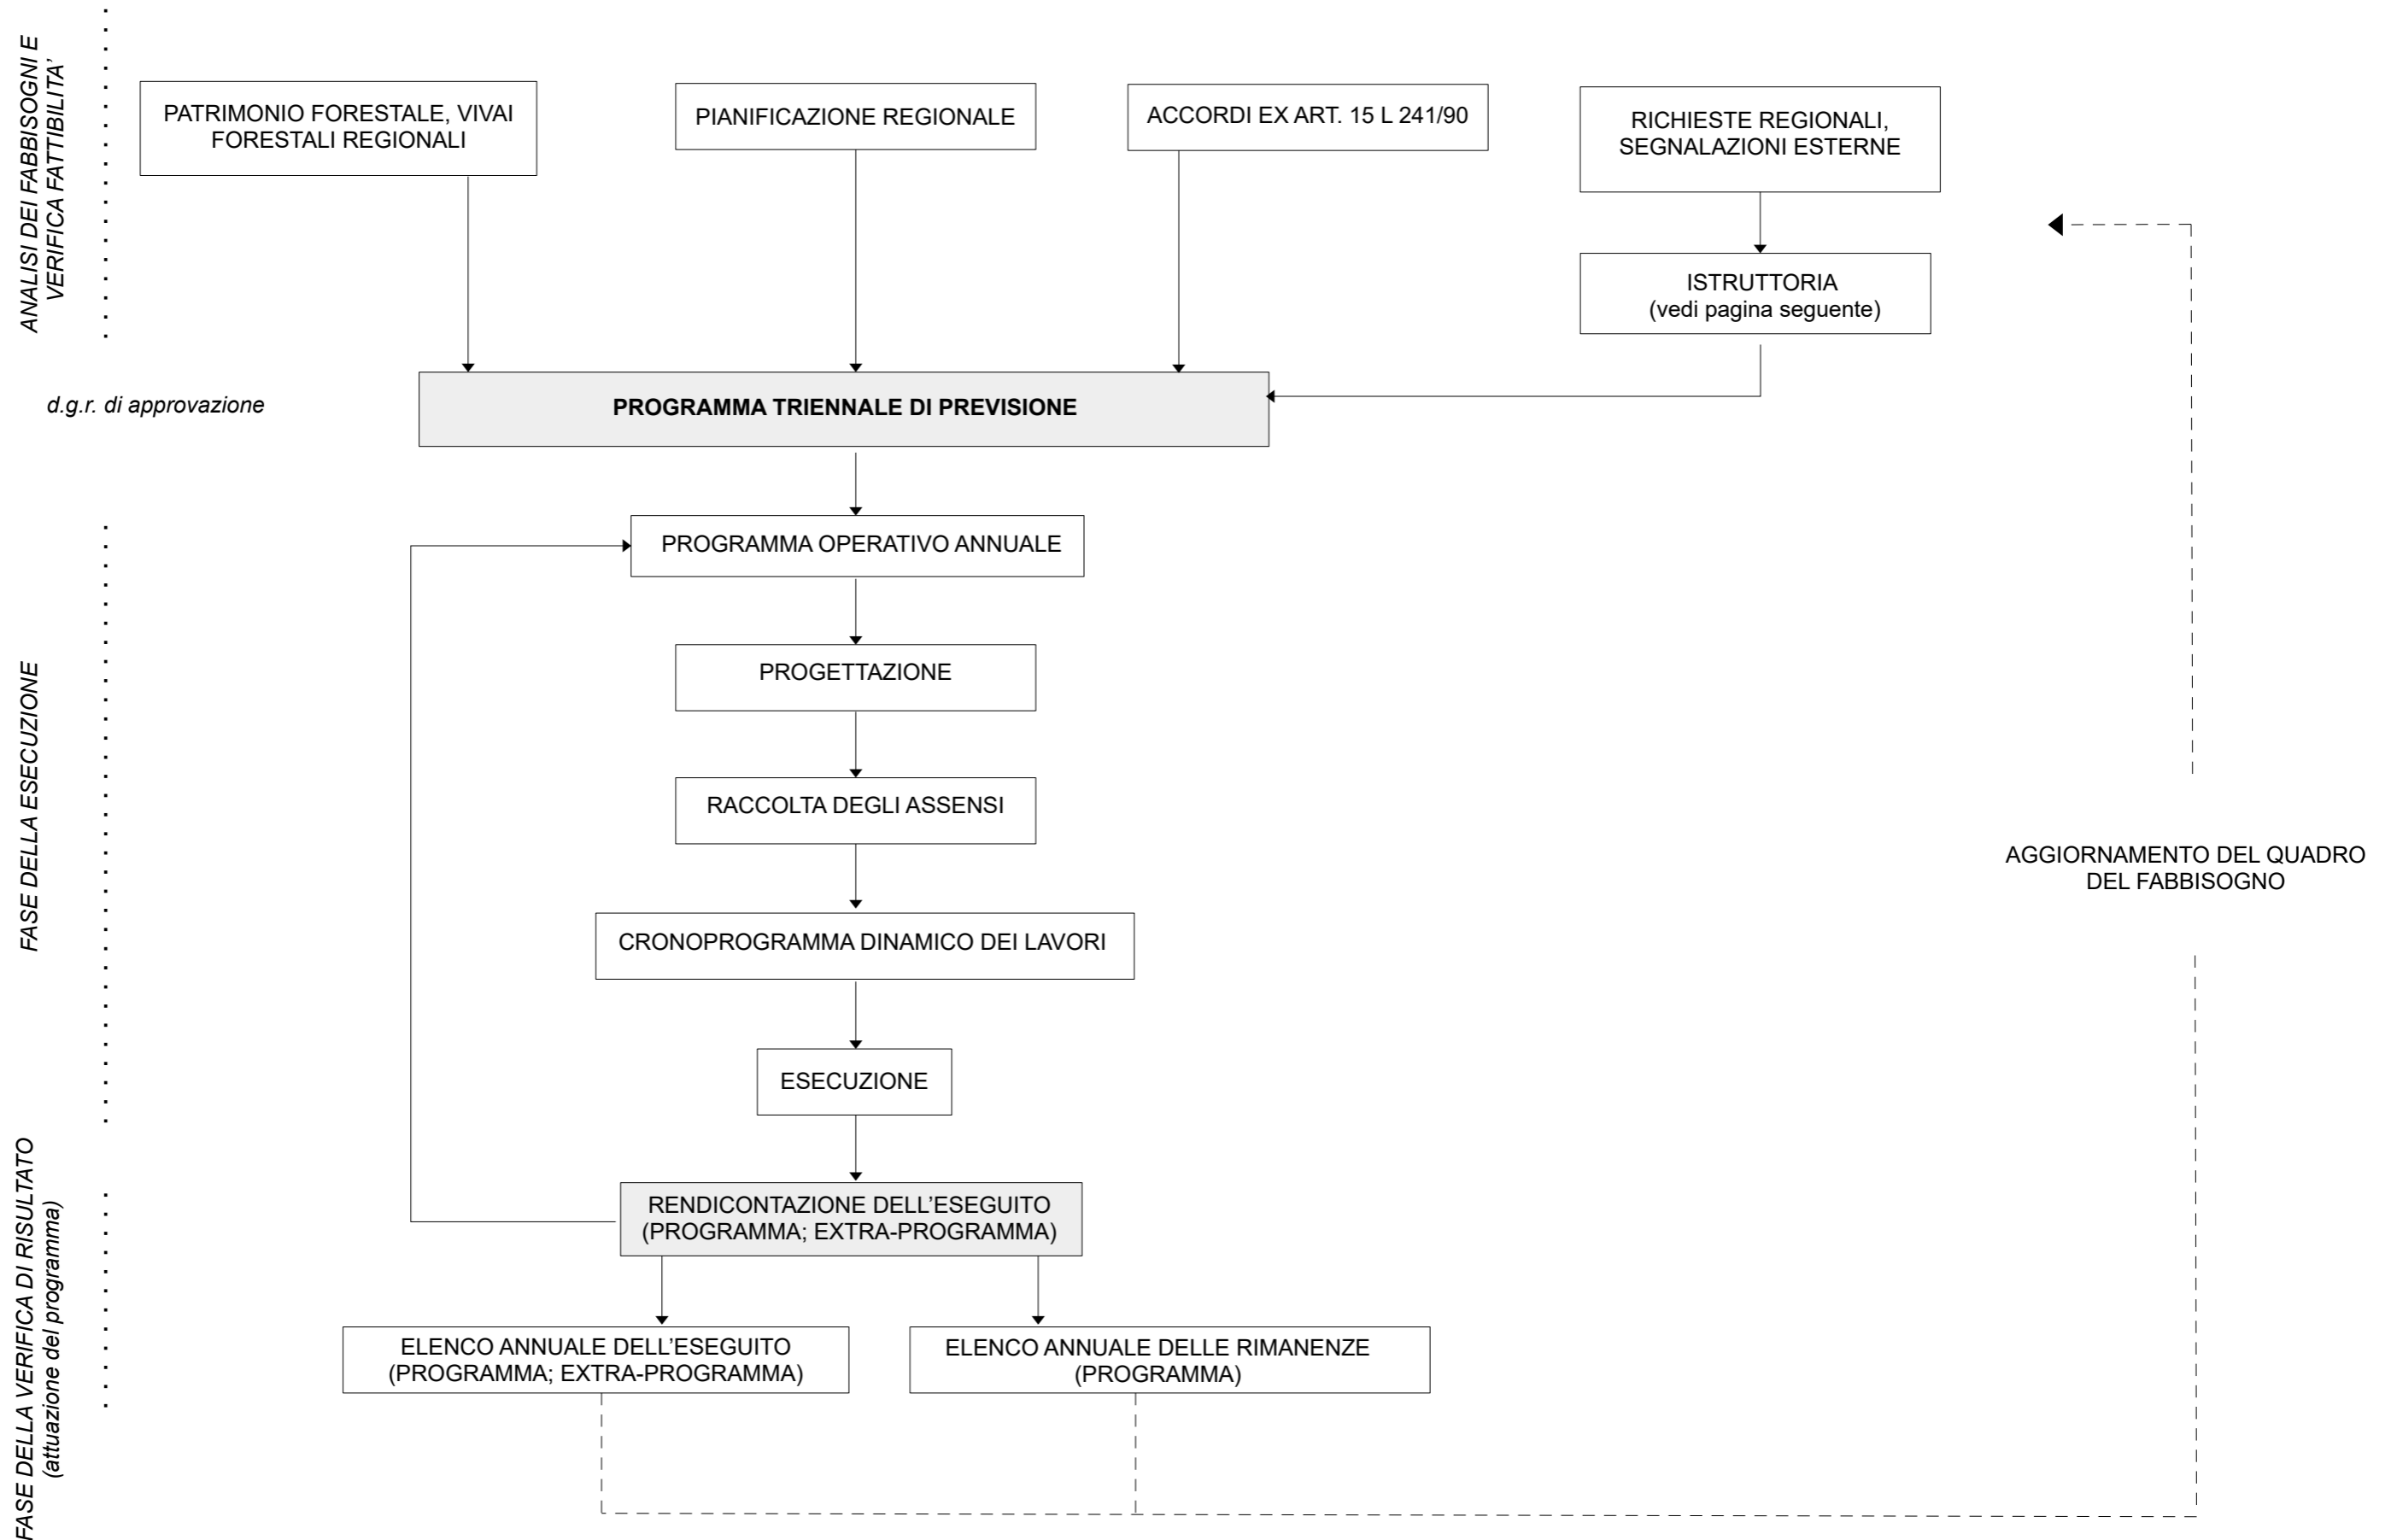 ANALISI DEI FABBISOGNI E
VERIFICA FATTIBILITA'
PATRIMONIO FORESTALE, VIVAI
FORESTALI REGIONALI
PIANIFICAZIONE REGIONALE
ACCORDI EX ART. 15 L 241/90
RICHIESTE REGIONALI,
SEGNALAZIONI ESTERNE
ISTRUTTORIA
(vedi pagina seguente)
d.g.r. di approvazione
PROGRAMMA TRIENNALE DI PREVISIONE
FASE DELLA ESECUZIONE
PROGRAMMA OPERATIVO ANNUALE
PROGETTAZIONE
RACCOLTA DEGLI ASSENSI
AGGIORNAMENTO DEL QUADRO
DEL FABBISOGNO
CRONOPROGRAMMA DINAMICO DEI LAVORI
ESECUZIONE
FASE DELLA VERIFICA DI RISULTATO
(attuazione del programma)
RENDICONTAZIONE DELL’ESEGUITO
(PROGRAMMA; EXTRA-PROGRAMMA)
ELENCO ANNUALE DELL’ESEGUITO
(PROGRAMMA; EXTRA-PROGRAMMA)
ELENCO ANNUALE DELLE RIMANENZE
(PROGRAMMA)